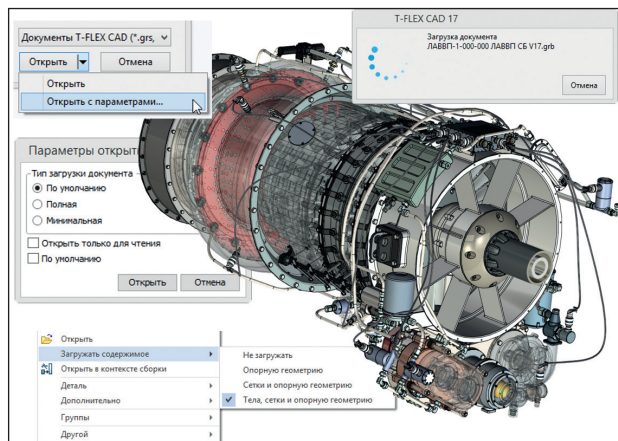 Документы T-FLEX CAD (*.grs,
Открыть
Отмена
Открыть
Открыть с параметрами...
T-FLEX CAD 17
Загрузка документа
ЛАВВП-1-000-000 ЛАВВП СБ V17.grb
Отмена
Параметры откры
Тип загрузки документа
По умолчанию
Полная
Минимальная
Открыть только для чтения
По умолчанию
Открыть
Отмена
Открыть
Загружать содержимое
Открыть в контексте сборки
Деталь
Дополнительно
Группы
Другой
Не загружать
Опорную геометрию
Сетки и опорную геометрию
Тела, сетки и опорную геометрию